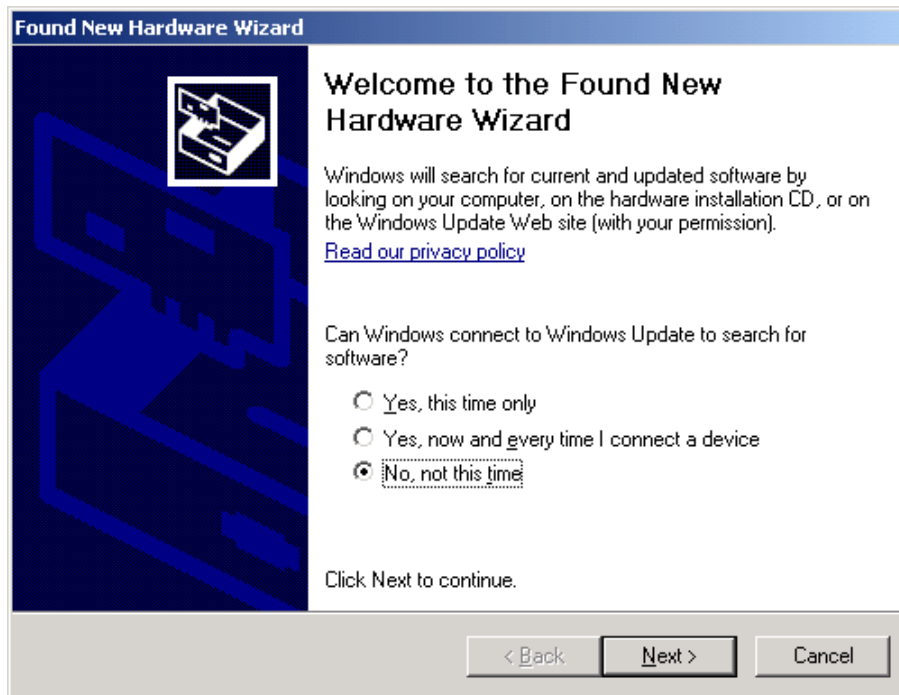 Found New Hardware Wizard
Welcome to the Found New
Hardware Wizard
Windows will search for current and updated software by
looking on your computer, on the hardware installation CD, or on
the Windows Update Web site (with your permission).
Read our privacy policy
Can Windows connect to Windows Update to search for
software?
Yes, this time only
Yes, now and every time I connect a device
No, not this time
Click Next to continue.
< Back
Next >
Cancel